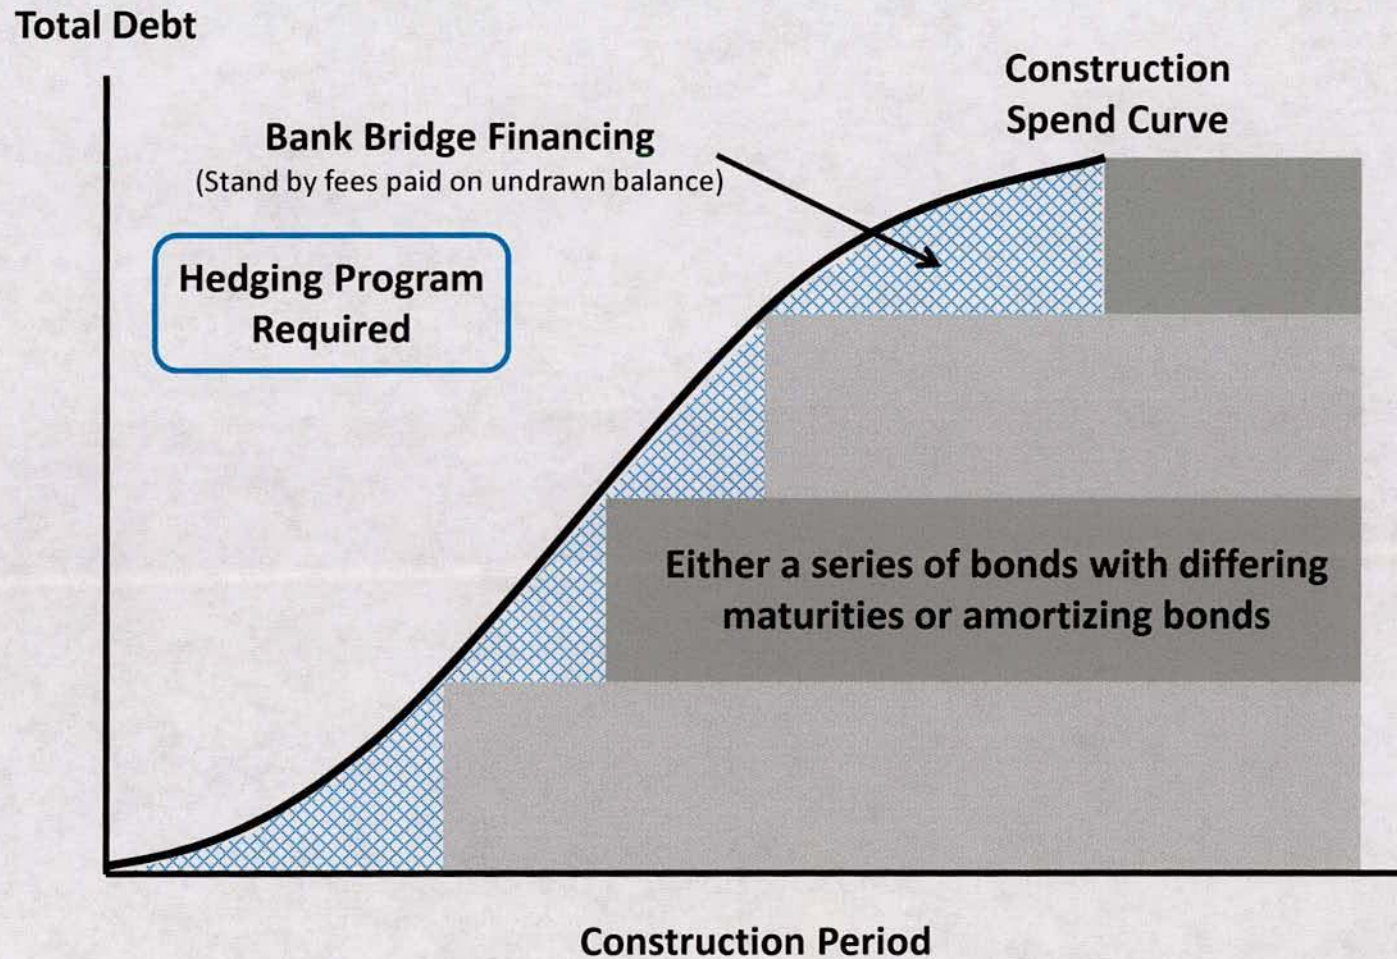 Total Debt
Construction
Spend Curve
Bank Bridge Financing
(Stand by fees paid on undrawn balance)
Hedging Program
Required
Either a series of bonds with differing
maturities or amortizing bonds
Construction Period